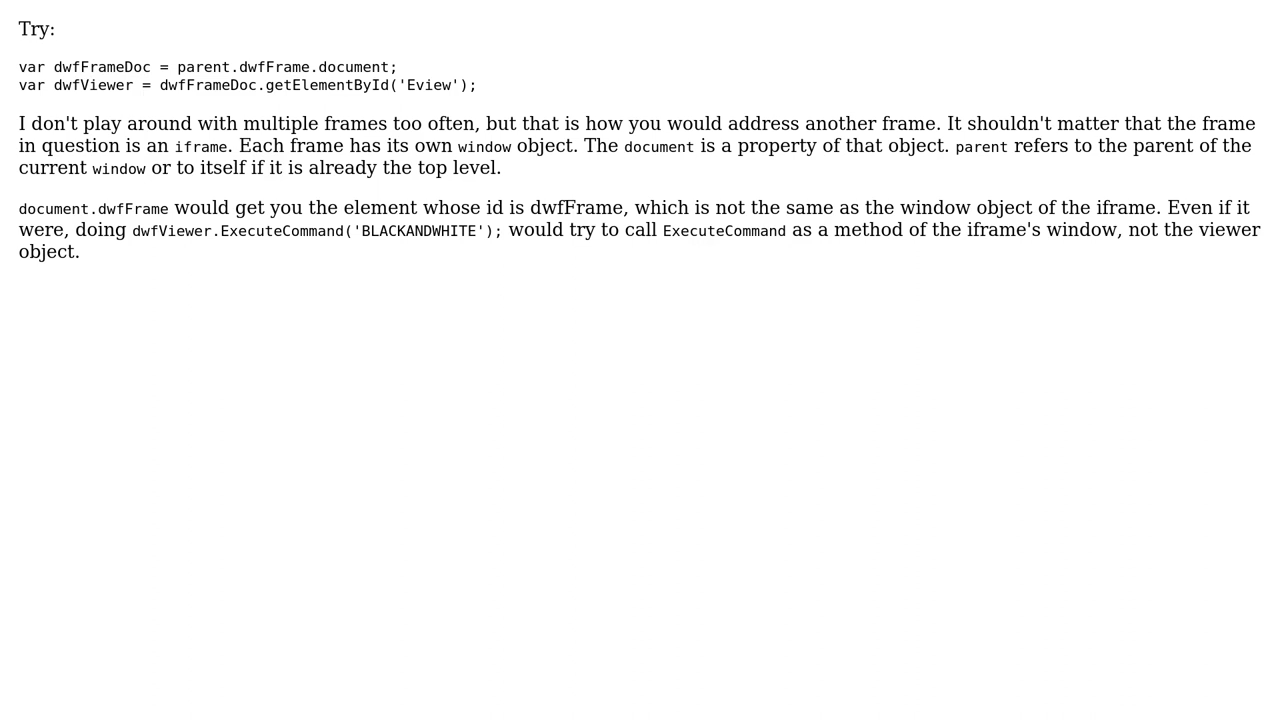 Try:
var dwfFrameDoc = parent.dwfFrame.document;
var dwfViewer = dwfFrameDoc.getElementById('Eview');
I don't play around with multiple frames too often, but that is how you would address another frame. It shouldn't matter that the frame
in question is an iframe. Each frame has its own window object. The document is a property of that object. parent refers to the parent of the
current window or to itself if it is already the top level.
document.dwfFrame would get you the element whose id is dwfFrame, which is not the same as the window object of the iframe. Even if it
were, doing dwfViewer.ExecuteCommand('BLACKANDWHITE'); would try to call ExecuteCommand as a method of the iframe's window, not the viewer
object.